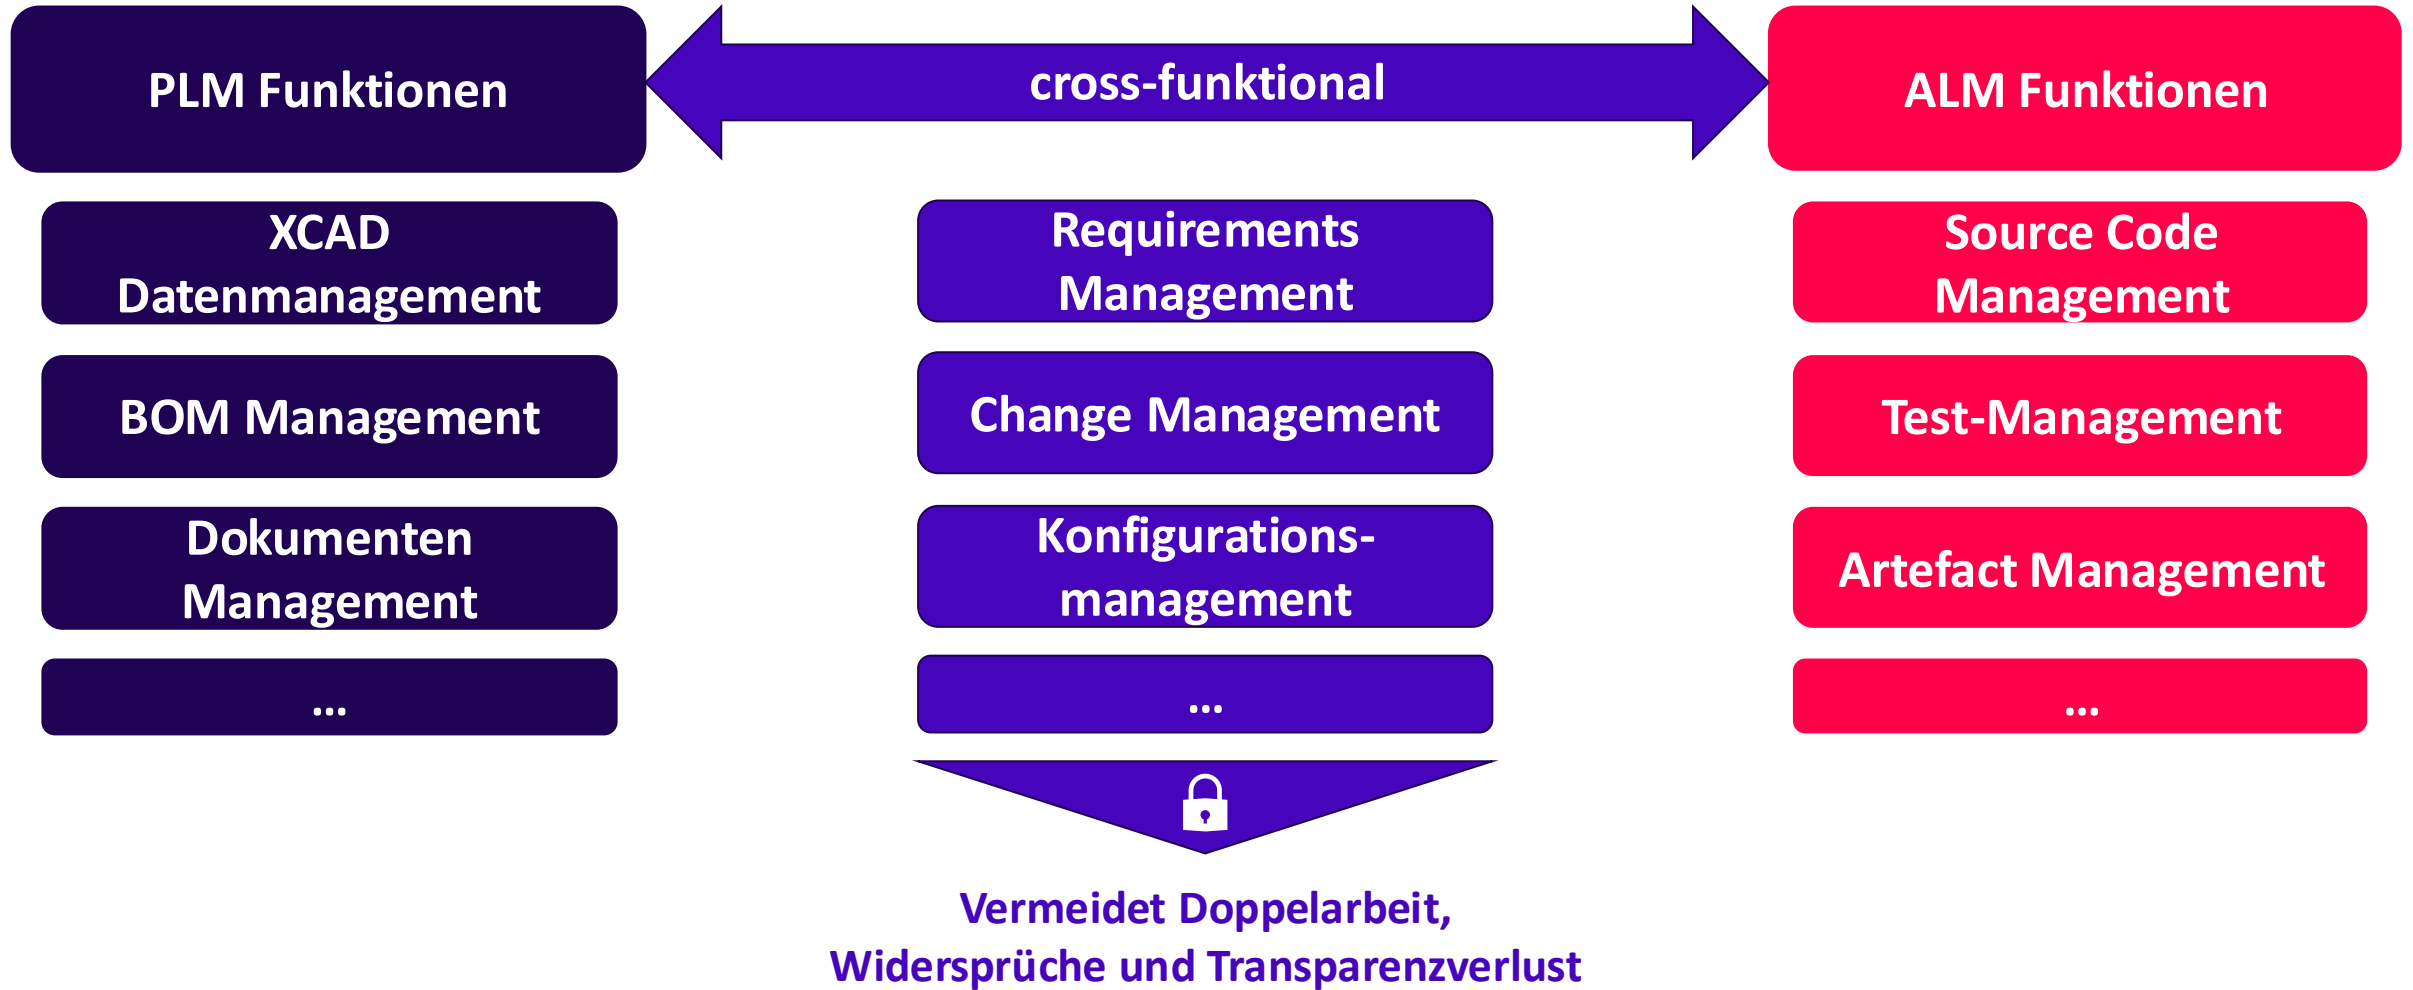 PLM Funktionen
cross-funktional
ALM Funktionen
XCAD
Datenmanagement
Requirements
Management
Source Code
Management
BOM Management
Change Management
Test-Management
Dokumenten
Management
Konfigurations-
management
Artefact Management
...
...
...
Vermeidet Doppelarbeit,
Widersprüche und Transparenzverlust